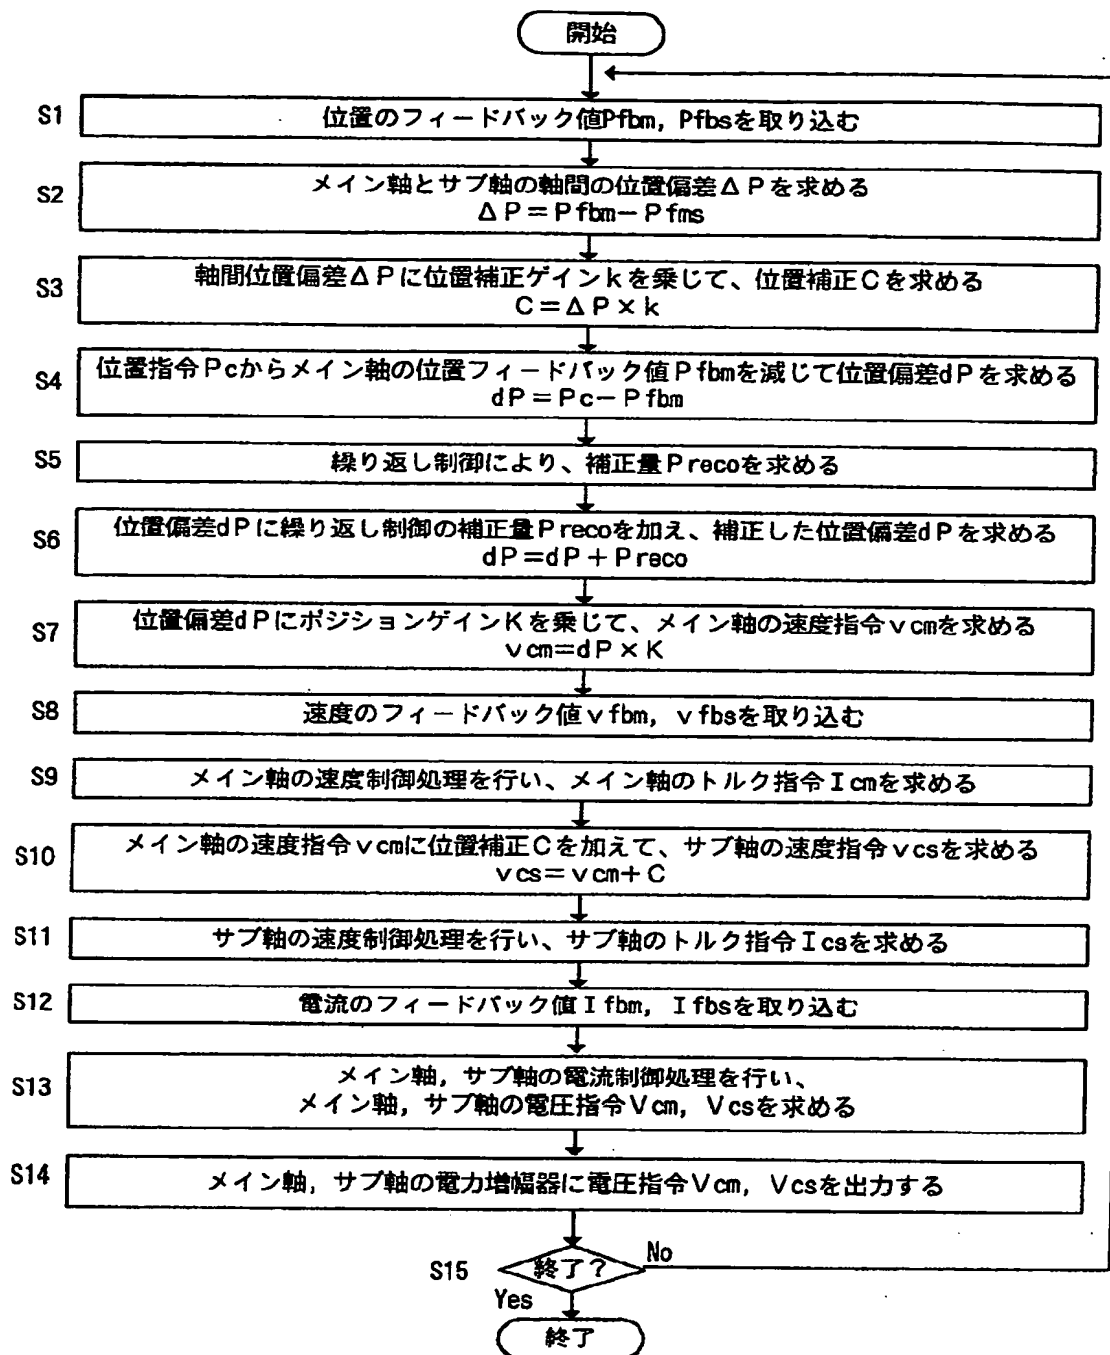 開始
S1 位置のフィードバック値Pfbm, Pfbsを取り込む
S2 メイン軸とサブ軸の軸間の位置偏差ΔPを求める
ΔP=Pfbm-Pfms
S3 軸間位置偏差ΔPに位置補正ゲインkを乗じて、位置補正Cを求める
C=ΔP×k
S4 位置指令Pcからメイン軸の位置フィードバック値Pfbmを減じて位置偏差dPを求める
dP=Pc-Pfbm
S5 繰り返し制御により、補正量Precoを求める
S6 位置偏差dPに繰り返し制御の補正量Precoを加え、補正した位置偏差dPを求める
dP=dP+Preco
S7 位置偏差dPにポジションゲインKを乗じて、メイン軸の速度指令vcmを求める
vcm=dP×K
S8 速度のフィードバック値vfbm, vfbsを取り込む
S9 メイン軸の速度制御処理を行い、メイン軸のトルク指令Icmを求める
S10 メイン軸の速度指令vcmに位置補正Cを加えて、サブ軸の速度指令vcsを求める
vcs=vcm+C
S11 サブ軸の速度制御処理を行い、サブ軸のトルク指令Icsを求める
S12 電流のフィードバック値Ifbm, Ifbsを取り込む
S13 メイン軸, サブ軸の電流制御処理を行い、
メイン軸, サブ軸の電圧指令Vcm, Vcsを求める
S14 メイン軸, サブ軸の電力増幅器に電圧指令Vcm, Vcsを出力する
S15 終了? No
Yes
終了